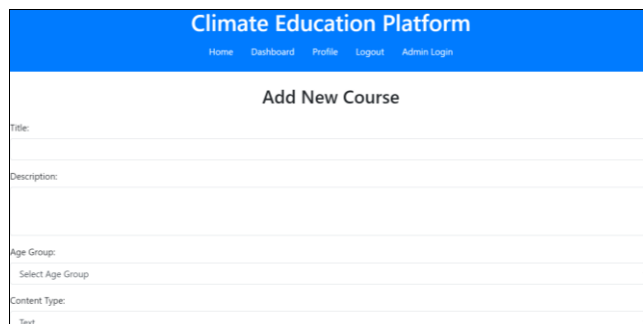 Climate Education Platform
Home Dashboard Profile Logout Admin Login
Add New Course
Title:
Description:
Age Group:
Select Age Group
Content Type:
Text